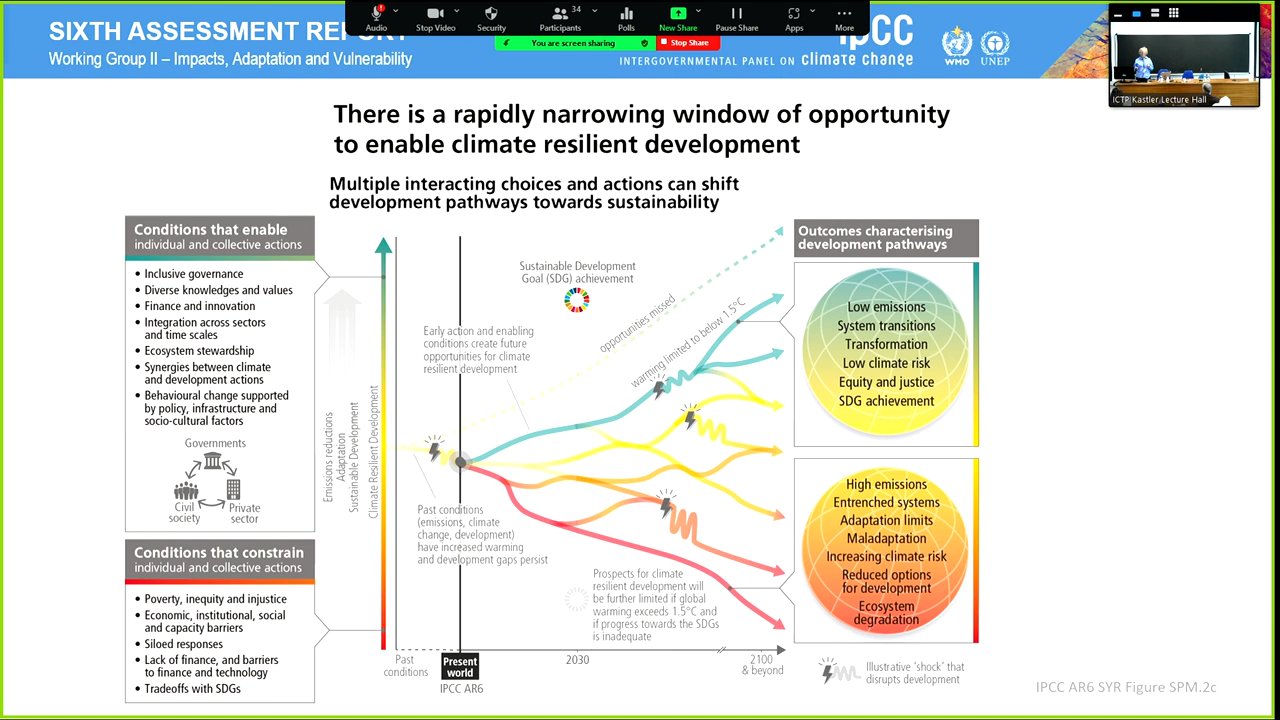 Audio
Stop Video
Security
Participants
34
Polls
New Share
Pause Share
Apps
More
You are screen sharing
Stop Share
SIXTH ASSESSMENT REPORT
Working Group II – Impacts, Adaptation and Vulnerability
ipcc
INTERGOVERNMENTAL PANEL ON climate change
WMO
UNEP
ICTP Kastler Lecture Hall
There is a rapidly narrowing window of opportunity
to enable climate resilient development
Multiple interacting choices and actions can shift
development pathways towards sustainability
Conditions that enable
individual and collective actions
• Inclusive governance
• Diverse knowledges and values
• Finance and innovation
• Integration across sectors
and time scales
• Ecosystem stewardship
• Synergies between climate
and development actions
• Behavioural change supported
by policy, infrastructure and
socio-cultural factors
Governments
Civil
society
Private
sector
Conditions that constrain
individual and collective actions
• Poverty, inequity and injustice
• Economic, institutional, social
and capacity barriers
• Siloed responses
• Lack of finance, and barriers
to finance and technology
• Tradeoffs with SDGs
Emissions reductions
Adaptation
Sustainable Development
Climate Resilient Development
Sustainable Development
Goal (SDG) achievement
Early action and enabling
conditions create future
opportunities for climate
resilient development
opportunities missed
warming limited to below 1.5°C
Past conditions
(emissions, climate
change, development)
have increased warming
and development gaps persist
Prospects for climate
resilient development will
be further limited if global
warming exceeds 1.5°C and
if progress towards the SDGs
is inadequate
Past
conditions
Present
world
IPCC AR6
2030
2100
& beyond
Outcomes characterising
development pathways
Low emissions
System transitions
Transformation
Low climate risk
Equity and justice
SDG achievement
High emissions
Entrenched systems
Adaptation limits
Maladaptation
Increasing climate risk
Reduced options
for development
Ecosystem
degradation
Illustrative 'shock' that
disrupts development
IPCC AR6 SYR Figure SPM.2c